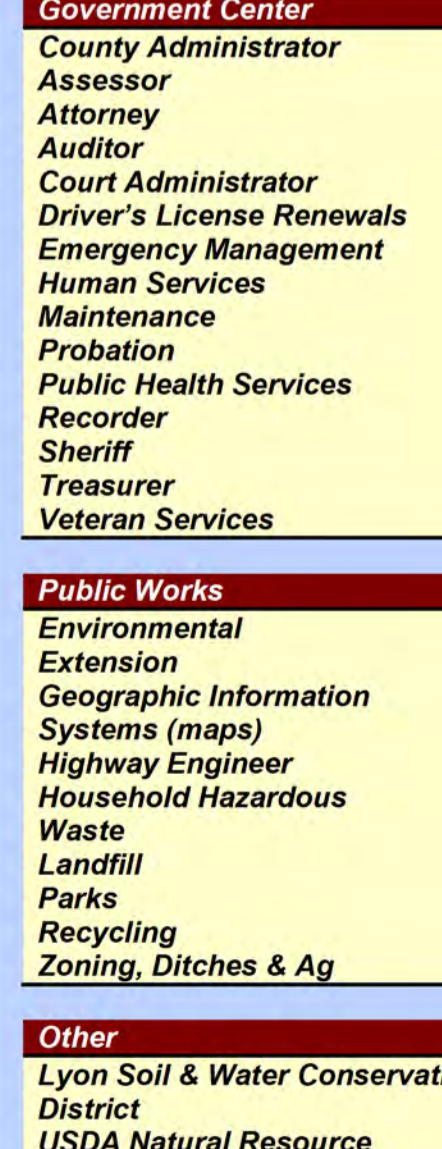 Government Center
County Administrator
Assessor
Attorney
Auditor
Court Administrator
Driver's License Renewals
Emergency Management
Human Services
Maintenance
Probation
Public Health Services
Recorder
Sheriff
Treasurer
Veteran Services
Public Works
Environmental
Extension
Geographic Information
Systems (maps)
Highway Engineer
Household Hazardous
Waste
Landfill
Parks
Recycling
Zoning, Ditches & Ag
Other
Lyon Soil & Water Conservati
District
USDA Natural Resource